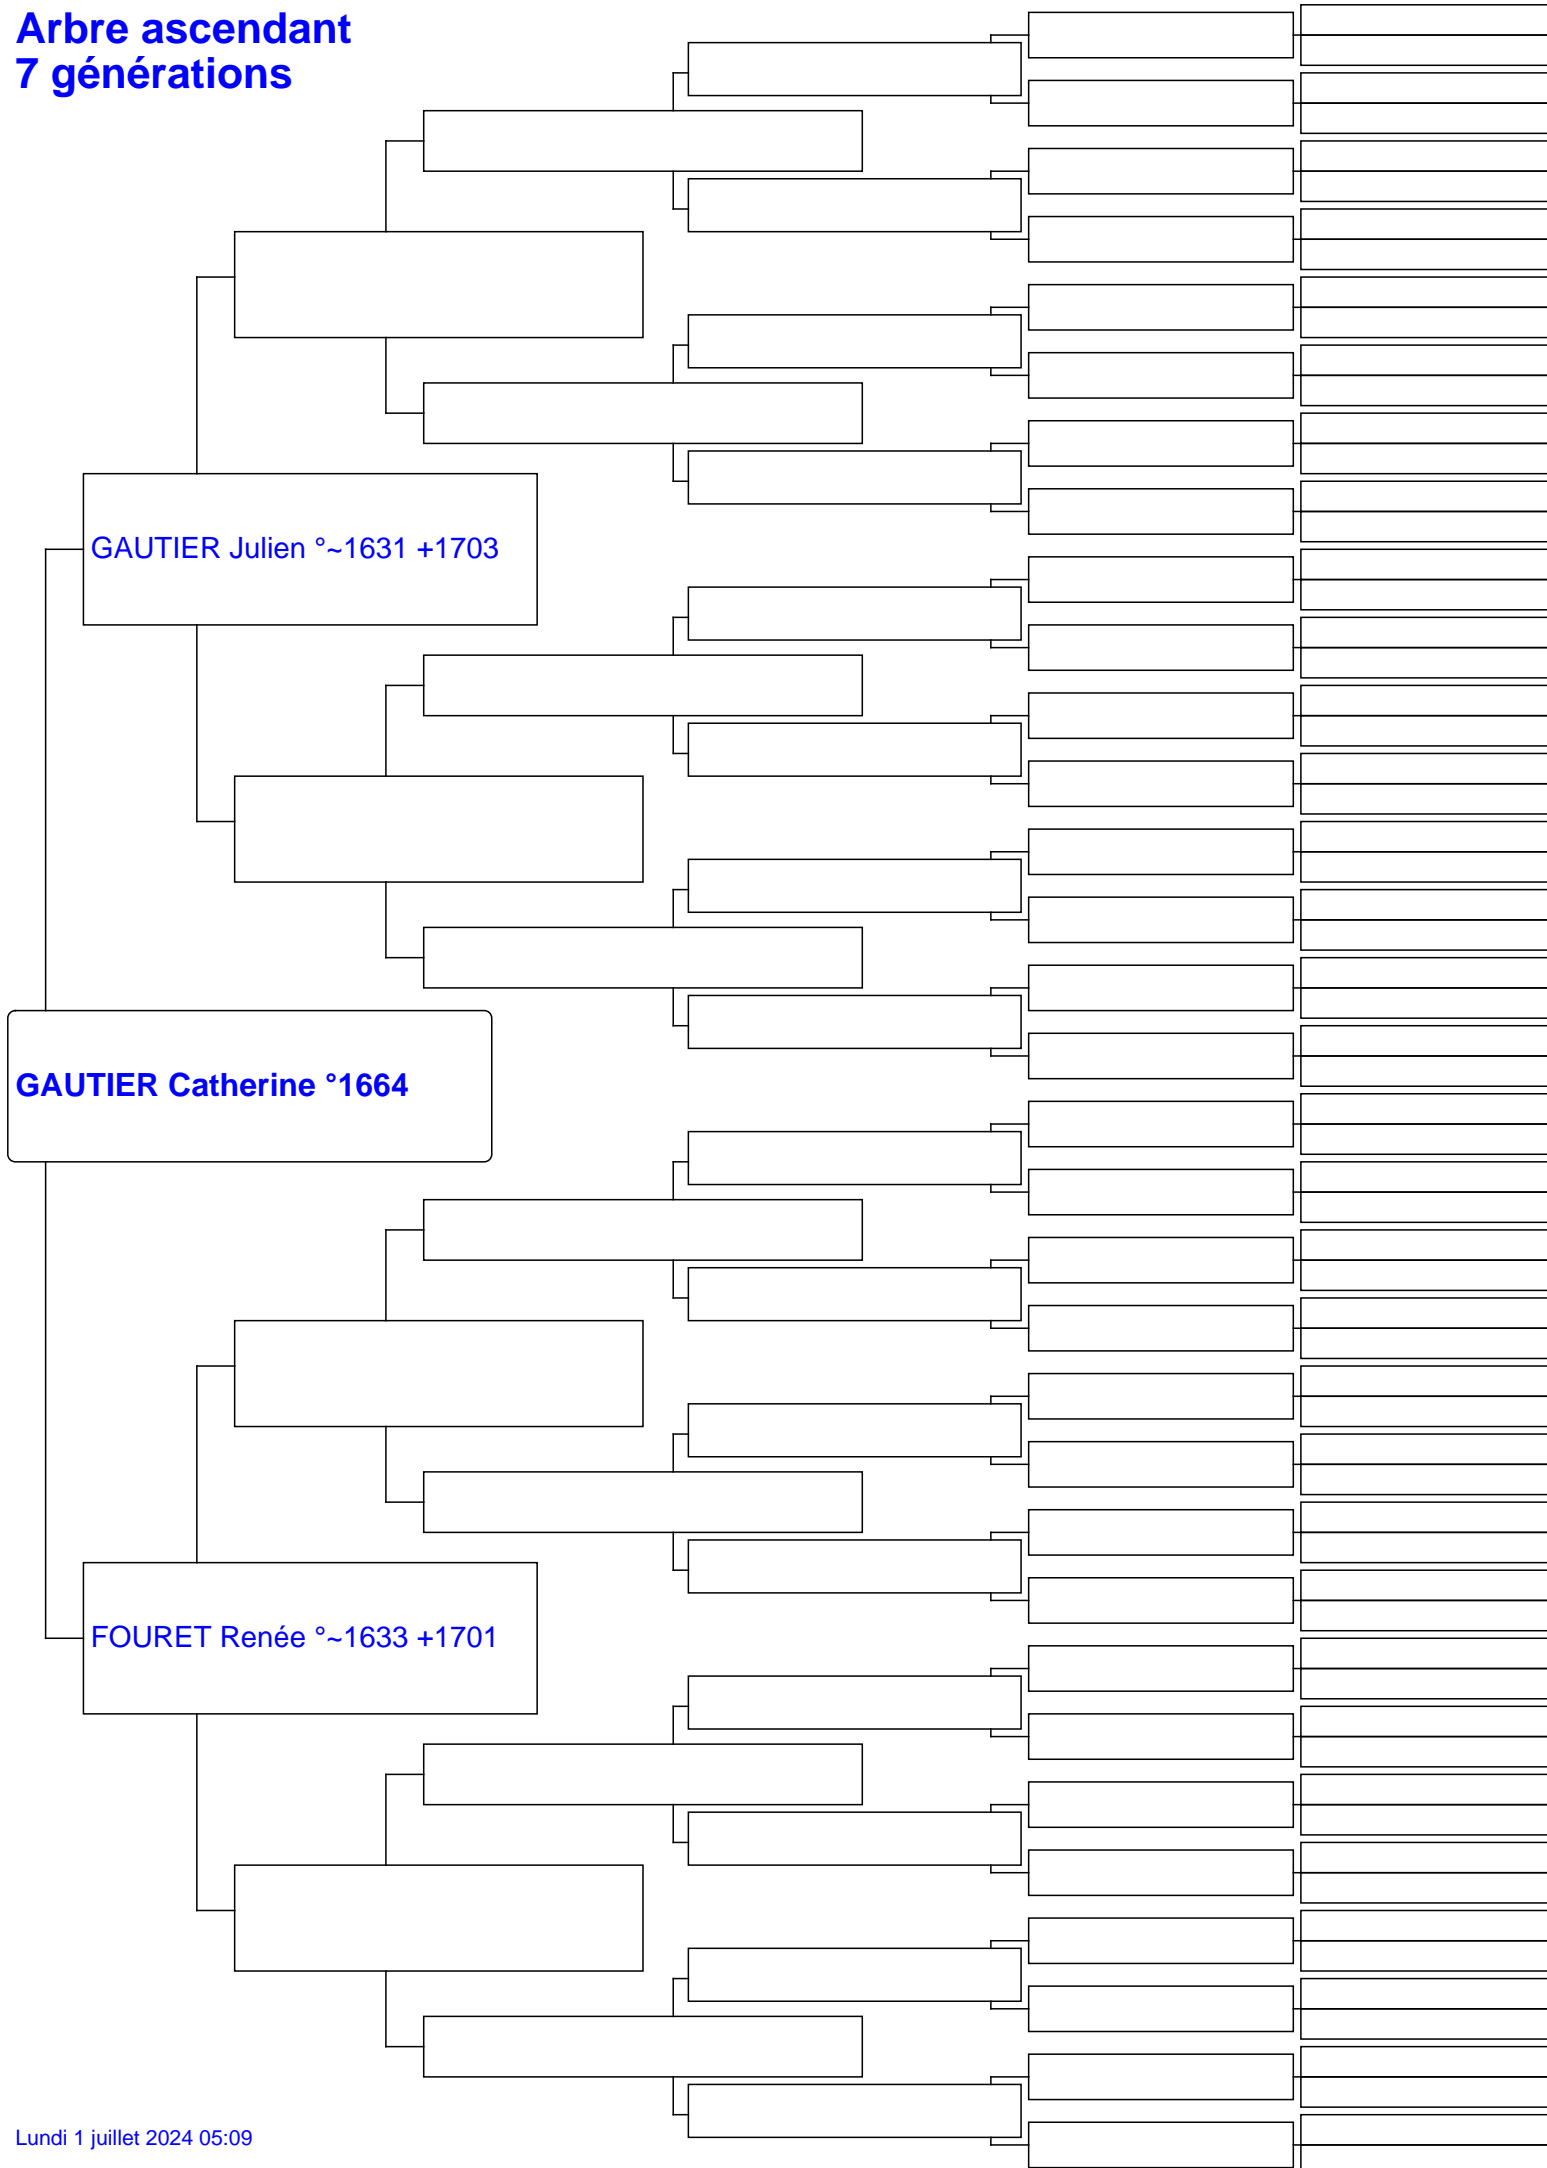 Arbre ascendant
7 générations
GAUTIER Julien °~1631 +1703
GAUTIER Catherine °1664
FOURET Renée °~1633 +1701
Lundi 1 juillet 2024 05:09